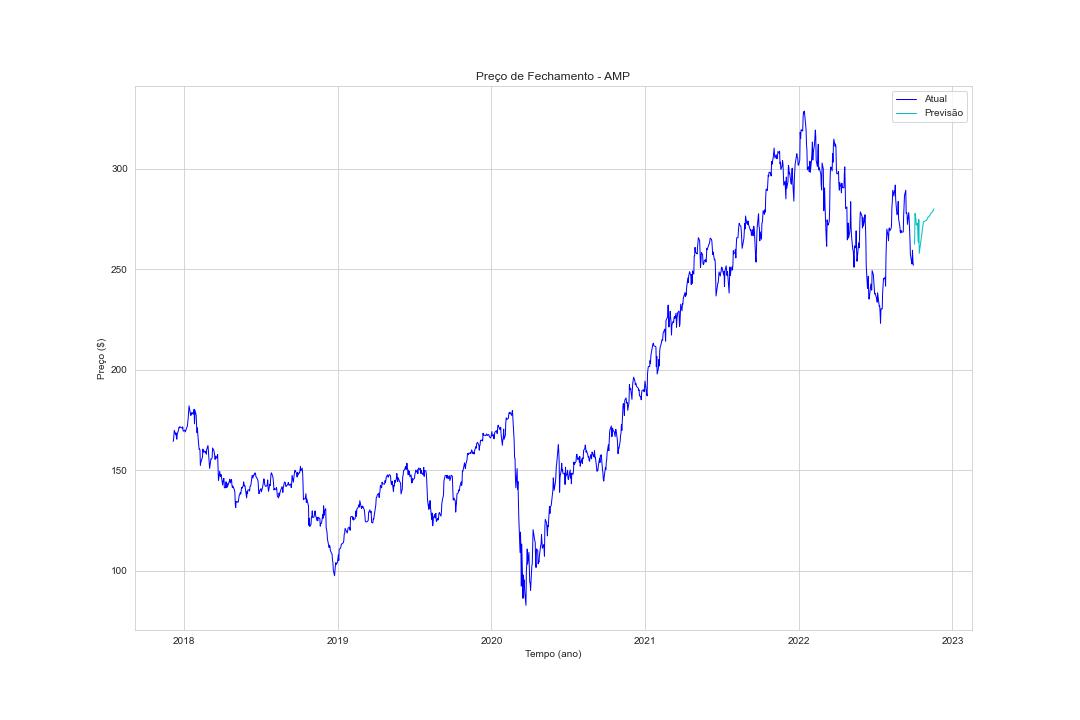 Preço de Fechamento - AMP
Atual
Previsão
300
250
200
150
100
Preço ($)
2018 2019 2020 2021 2022 2023
Tempo (ano)